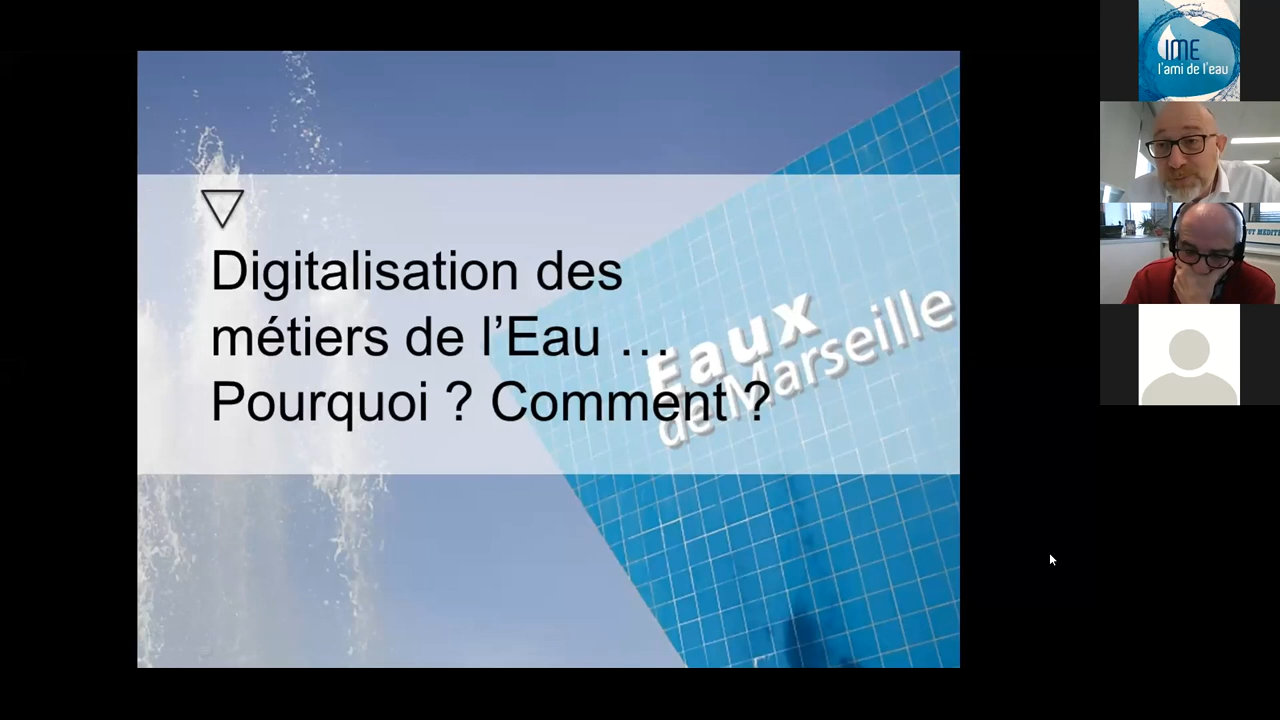 Digitalisation des
métiers de l’Eau …
Pourquoi ? Comment ?
Eaux
de Marseille
IME
l'ami de l'eau